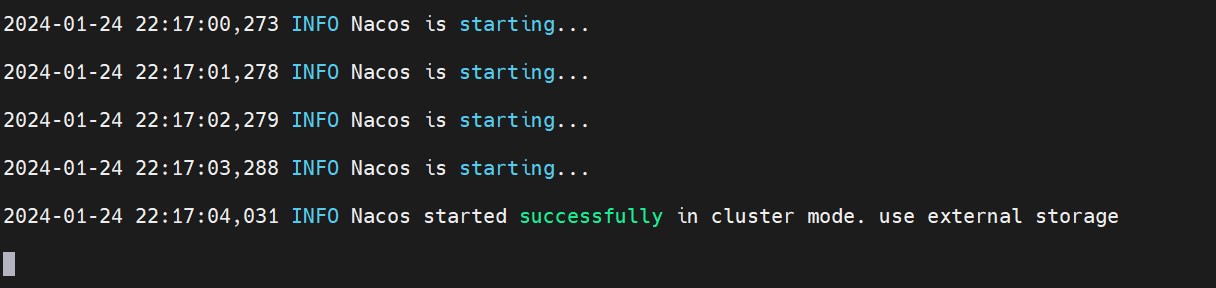 2024-01-24 22:17:00,273 INFO Nacos is starting...
2024-01-24 22:17:01,278 INFO Nacos is starting...
2024-01-24 22:17:02,279 INFO Nacos is starting...
2024-01-24 22:17:03,288 INFO Nacos is starting...
2024-01-24 22:17:04,031 INFO Nacos started successfully in cluster mode. use external storage